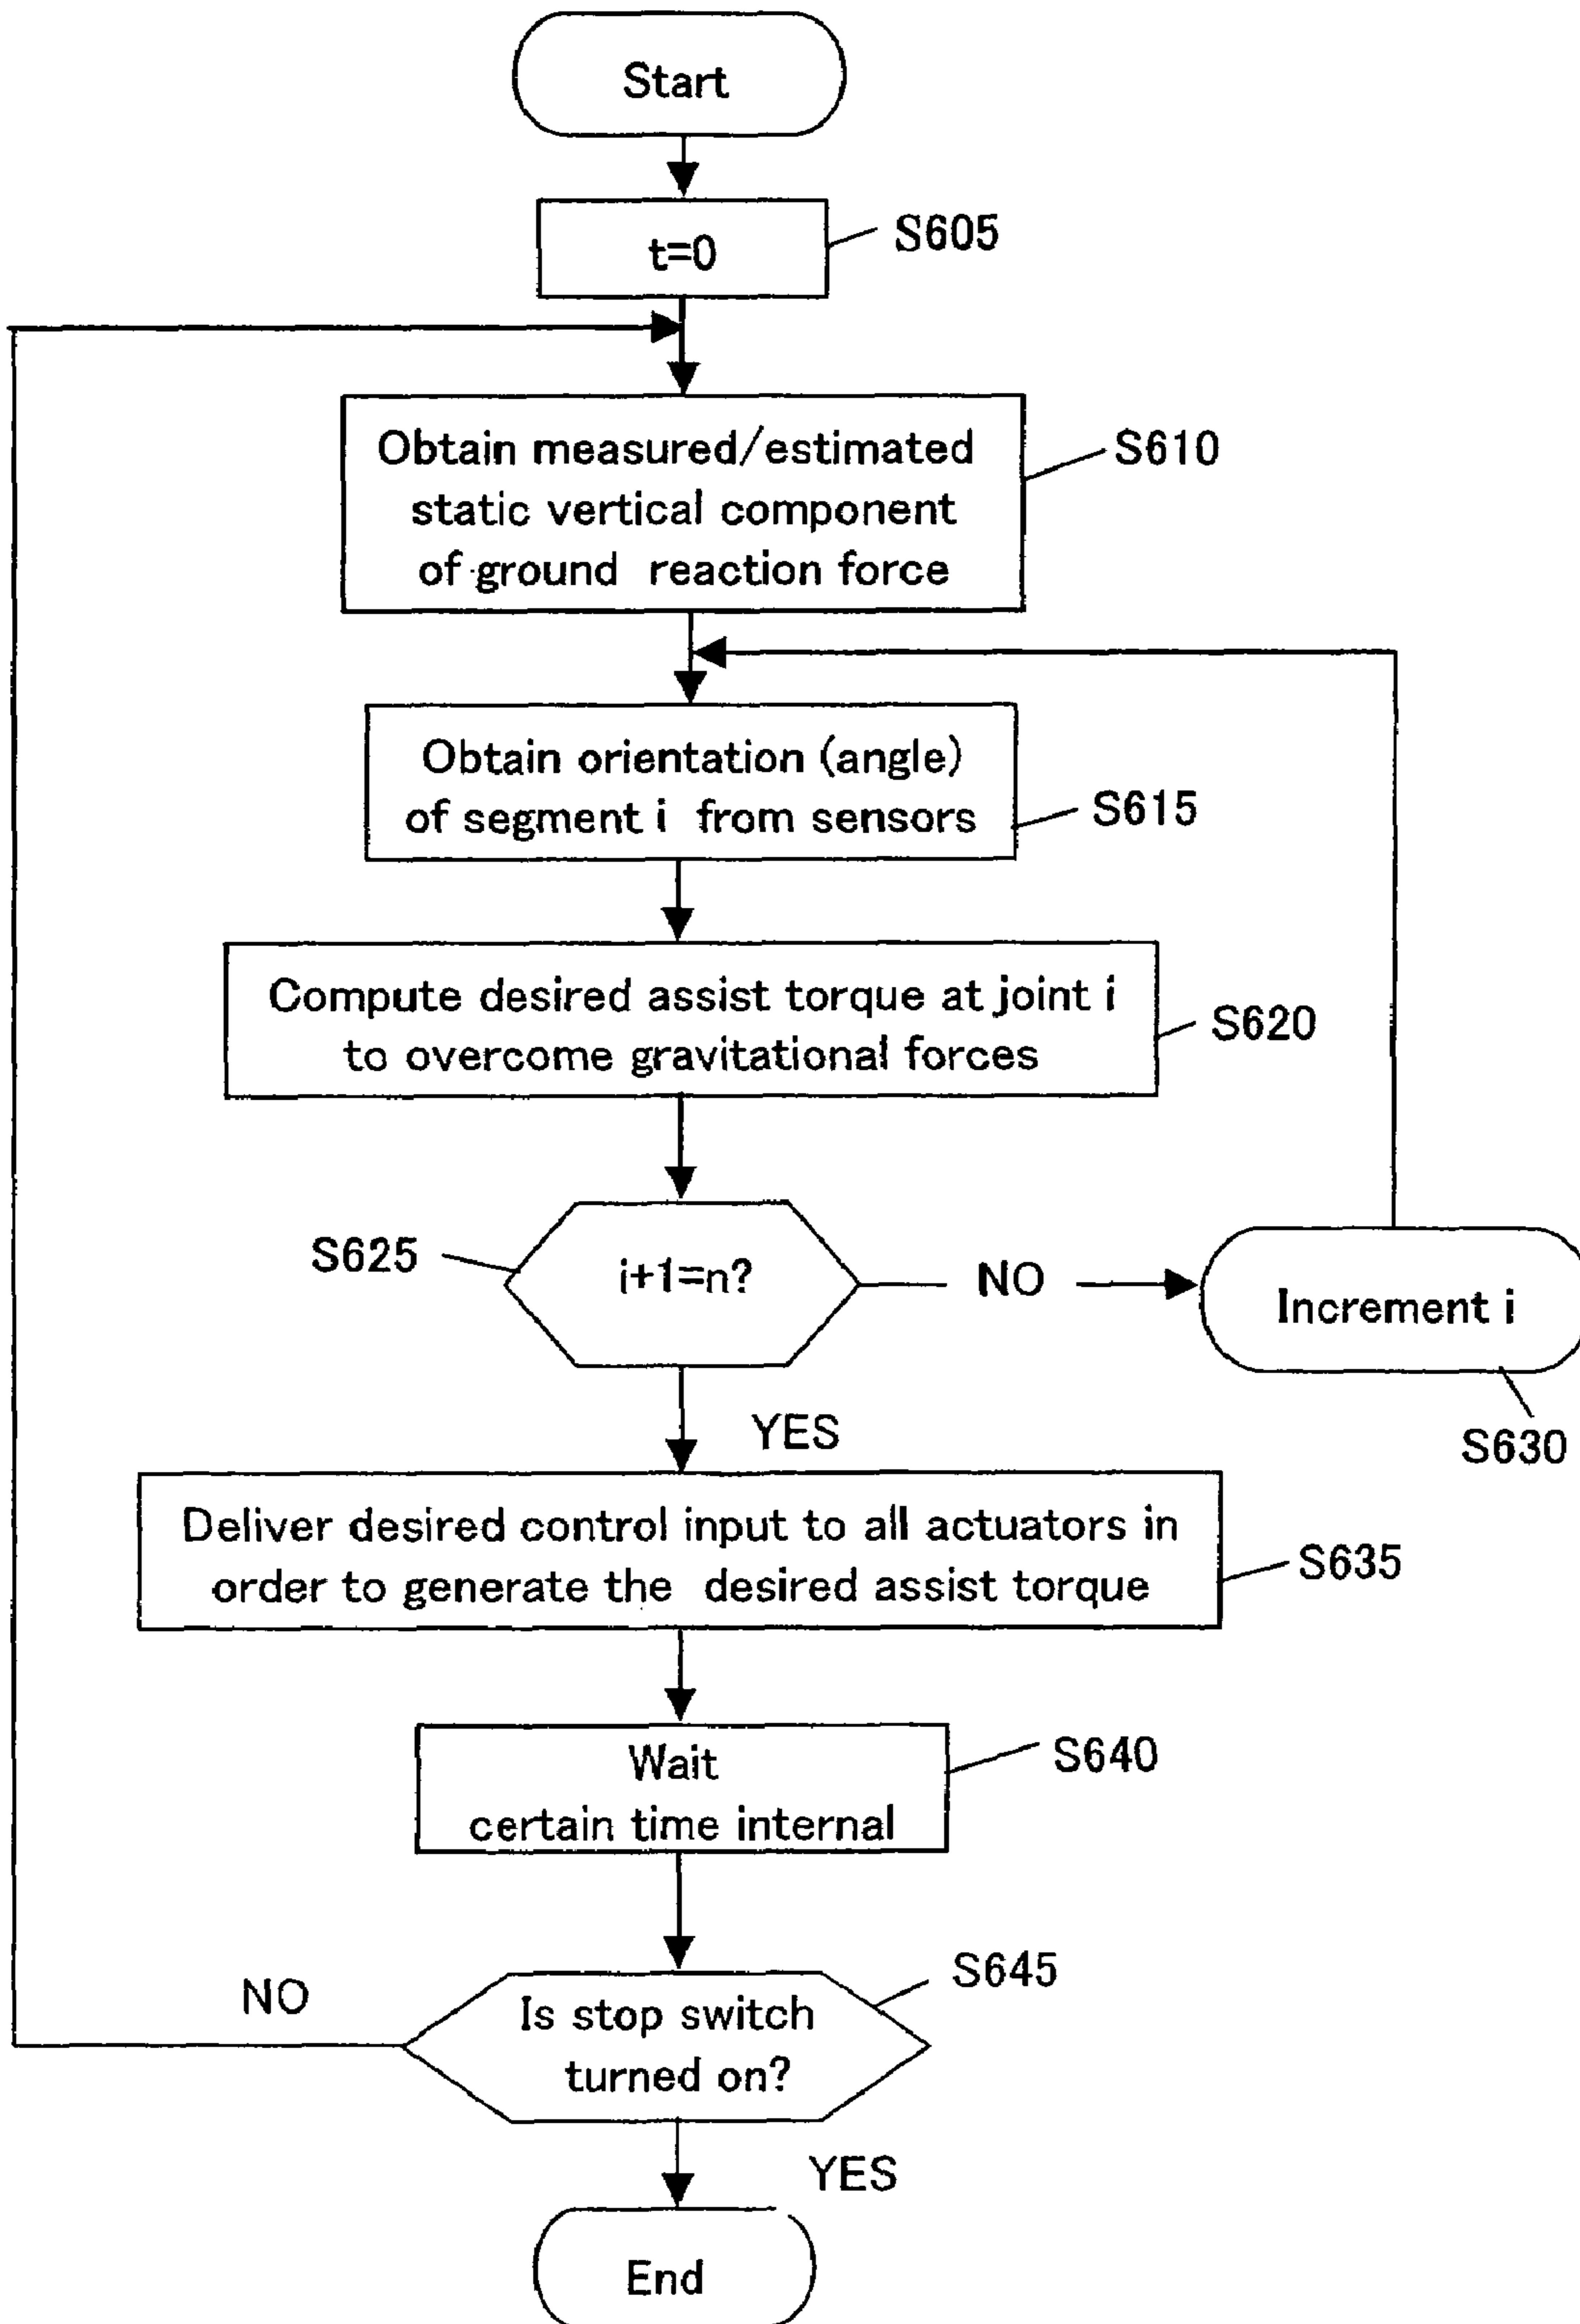 Start
t=0
S605
Obtain measured/estimated
static vertical component
of ground reaction force
S610
Obtain orientation (angle)
of segment i from sensors
S615
Compute desired assist torque at joint i
to overcome gravitational forces
S620
S625
i+1=n?
NO
Increment i
S630
YES
Deliver desired control input to all actuators in
order to generate the desired assist torque
S635
Wait
certain time internal
S640
S645
NO
Is stop switch
turned on?
YES
End